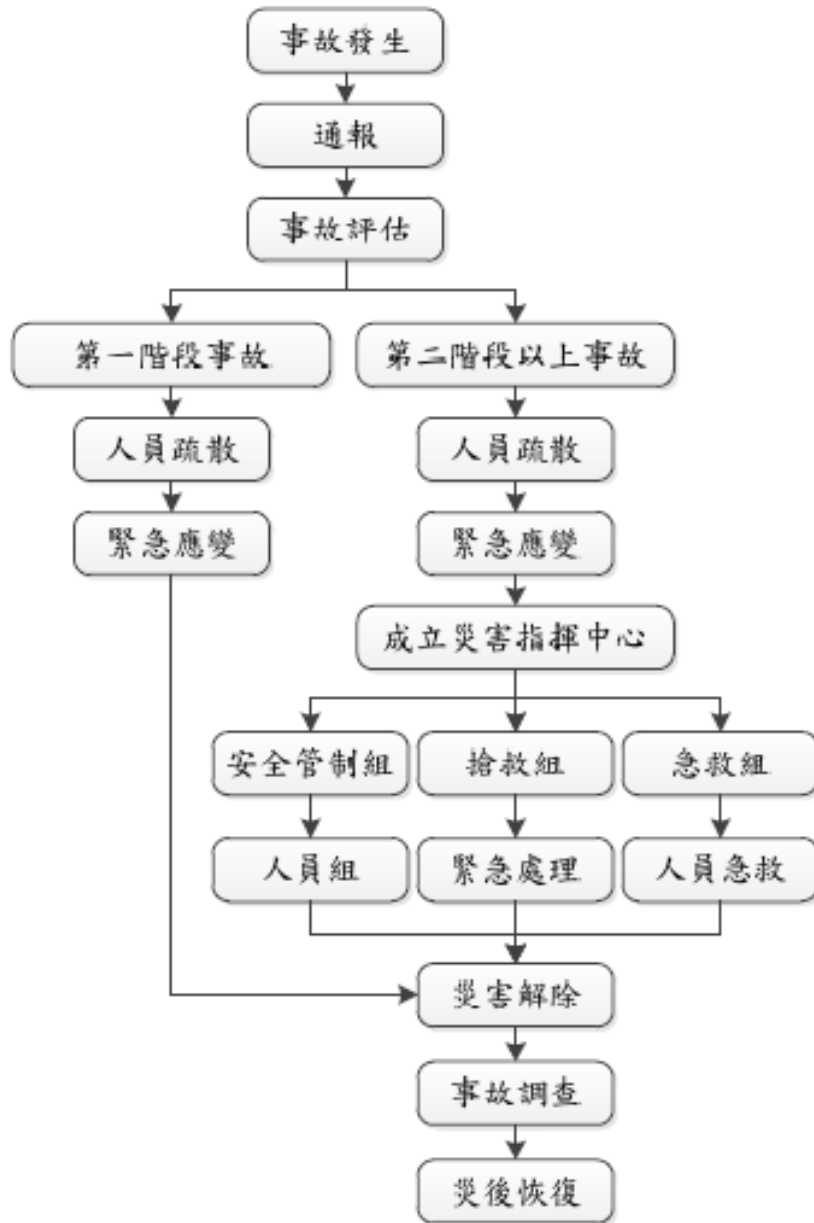 事故發生
通報
事故評估
第一階段事故
第二階段以上事故
人員疏散
人員疏散
緊急應變
緊急應變
成立災害指揮中心
安全管制組
搶救組
急救組
人員組
緊急處理
人員急救
災害解除
事故調查
災後恢復